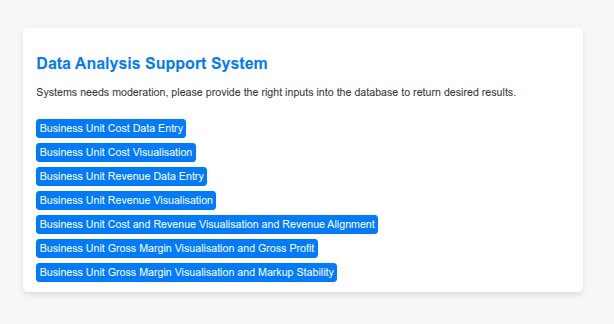 Data Analysis Support System
Systems needs moderation, please provide the right inputs into the database to return desired results.
Business Unit Cost Data Entry
Business Unit Cost Visualisation
Business Unit Revenue Data Entry
Business Unit Revenue Visualisation
Business Unit Cost and Revenue Visualisation and Revenue Alignment
Business Unit Gross Margin Visualisation and Gross Profit
Business Unit Gross Margin Visualisation and Markup Stability